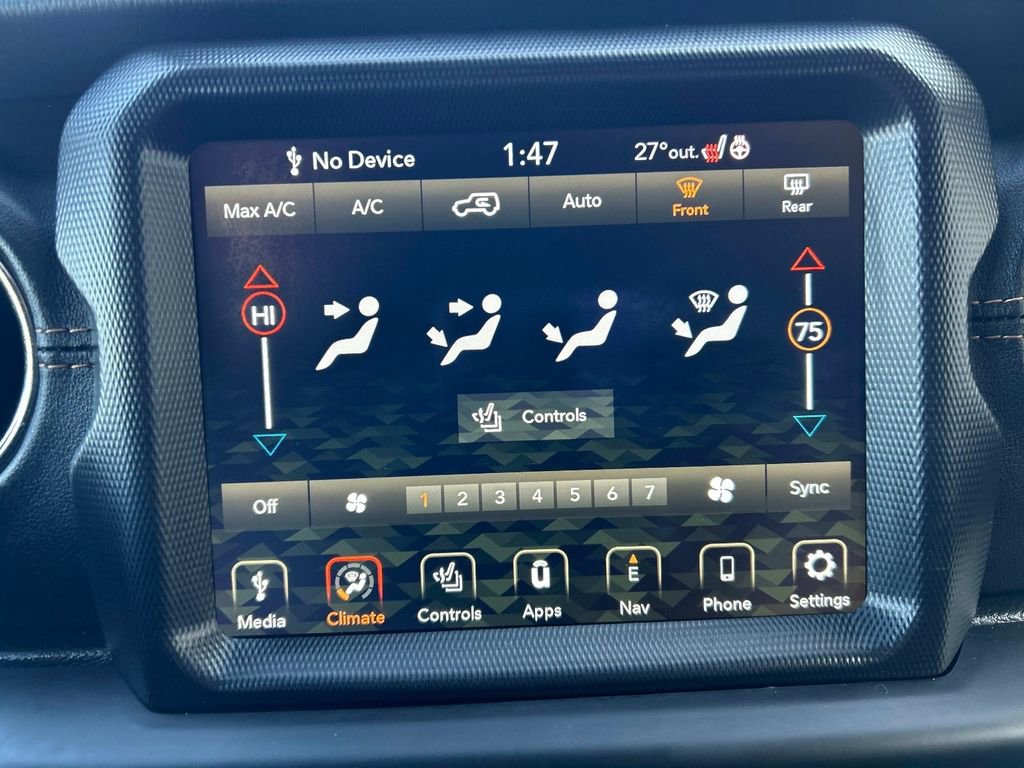 No Device 1:47 27° out.
Max A/C A/C Auto Front Rear
HI 75
Controls
Off 1 2 3 4 5 6 7 Sync
E
Media Climate Controls Apps Nav Phone Settings